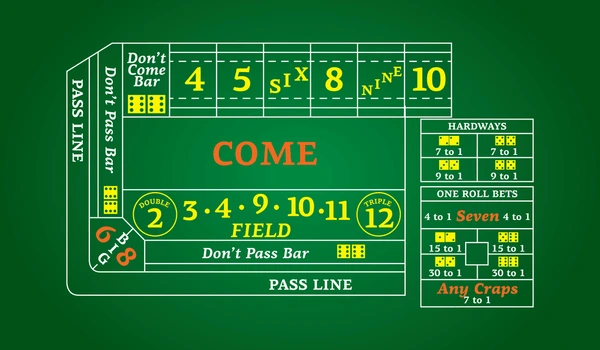 Don't
Come
Bar
4 5 SIX 8 NINE 10
PASS LINE
Don't Pass Bar
COME
DOUBLE
2
3 · 4 · 9 · 10 · 11
TRIPLE
12
FIELD
6 BIG 8
Don't Pass Bar
PASS LINE
HARDWAYS
7 to 1 7 to 1
9 to 1 9 to 1
ONE ROLL BETS
4 to 1 Seven 4 to 1
15 to 1 15 to 1
30 to 1 30 to 1
Any Craps
7 to 1